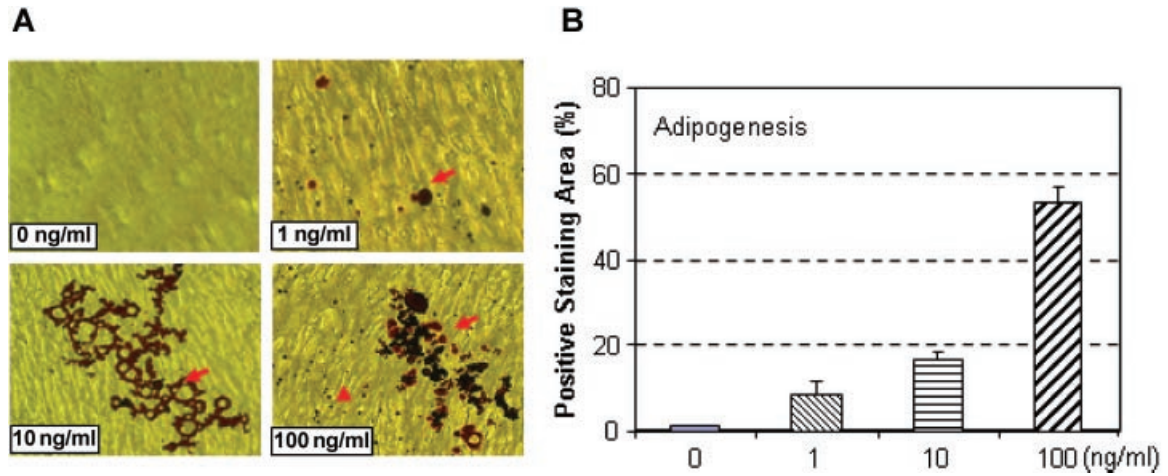 A
0 ng/ml
1 ng/ml
10 ng/ml
100 ng/ml
B
Positive Staining Area (%)
80
60
40
20
0
Adipogenesis
0 1 10 100 (ng/ml)